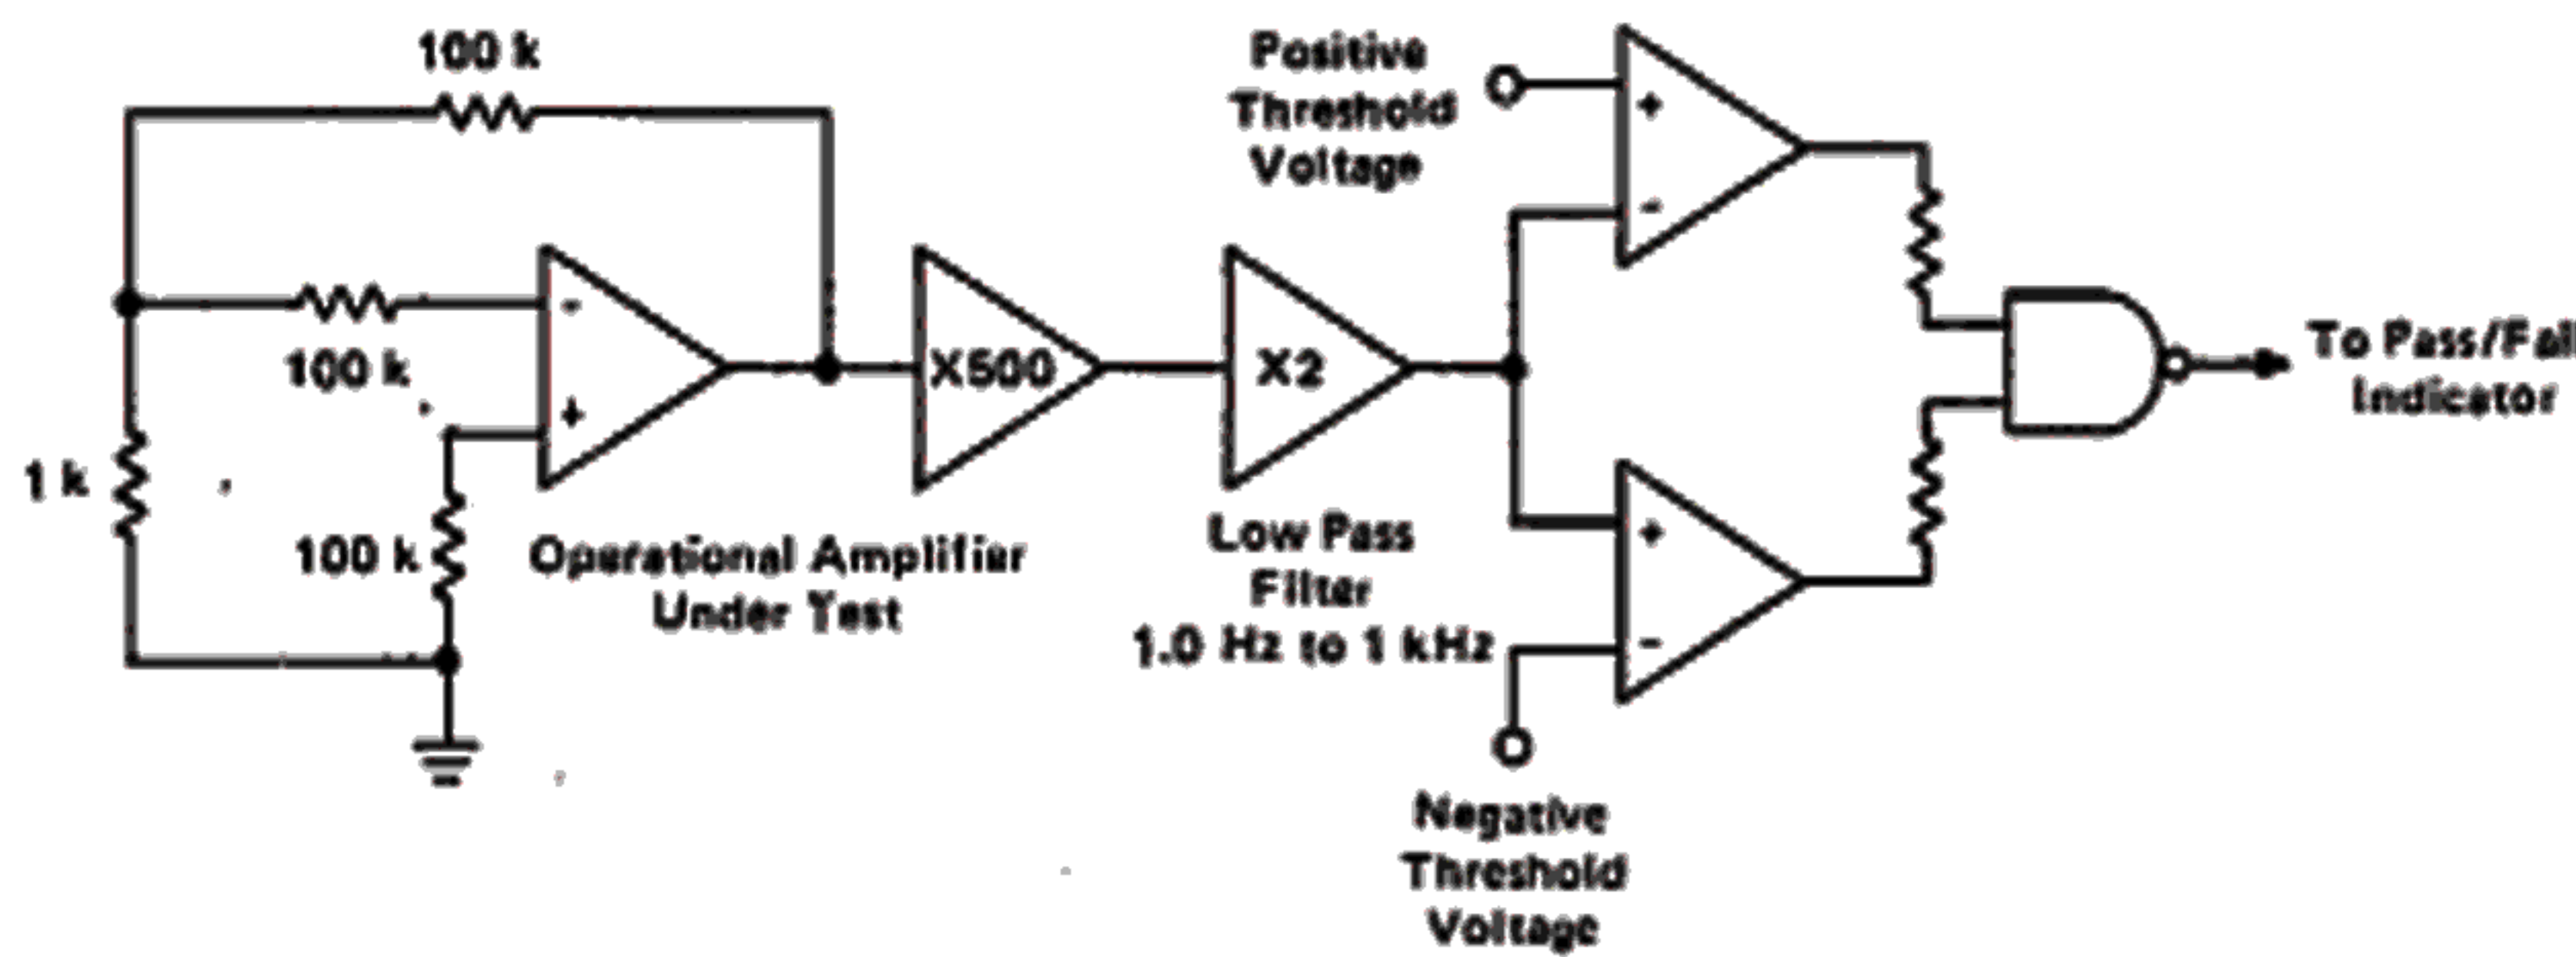 100 k
Positive
Threshold
Voltage
+
-
-
100 k
+
X500
X2
To Pass/Fail
Indicator
1 k
100 k
Operational Amplifier
Under Test
Low Pass
Filter
1.0 Hz to 1 kHz
+
-
Negative
Threshold
Voltage